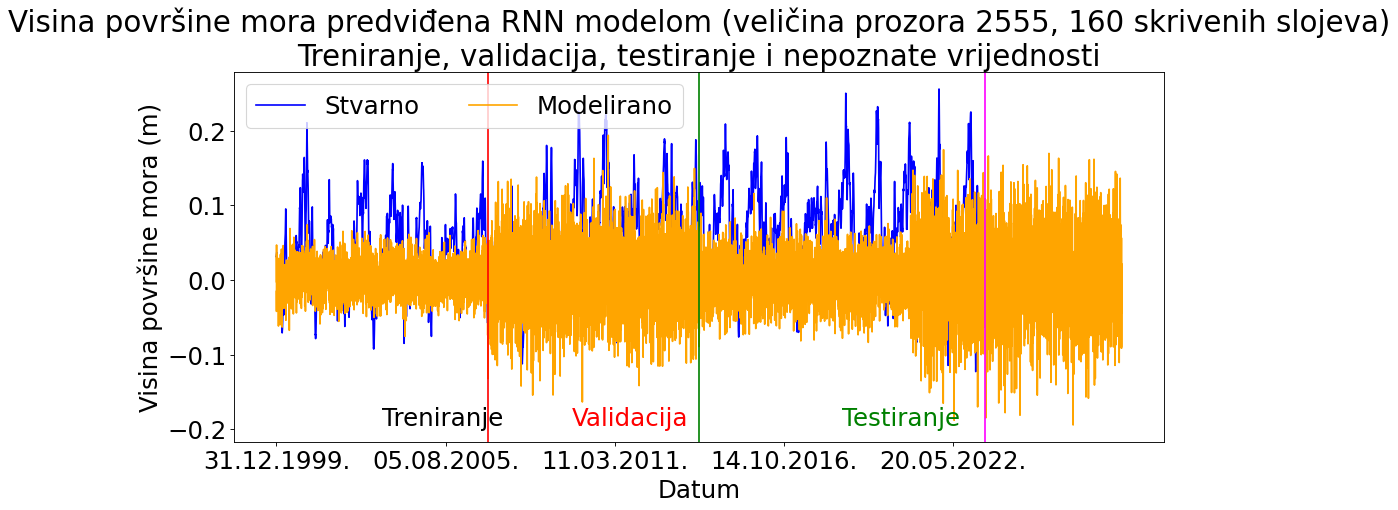 Visina površine mora predviđena RNN modelom (veličina prozora 2555, 160 skrivenih slojeva)
Treniranje, validacija, testiranje i nepoznate vrijednosti
Stvarno
Modelirano
Visina površine mora (m)
0.2
0.1
0.0
−0.1
−0.2
Treniranje
Validacija
Testiranje
31.12.1999.
05.08.2005.
11.03.2011.
14.10.2016.
20.05.2022.
Datum